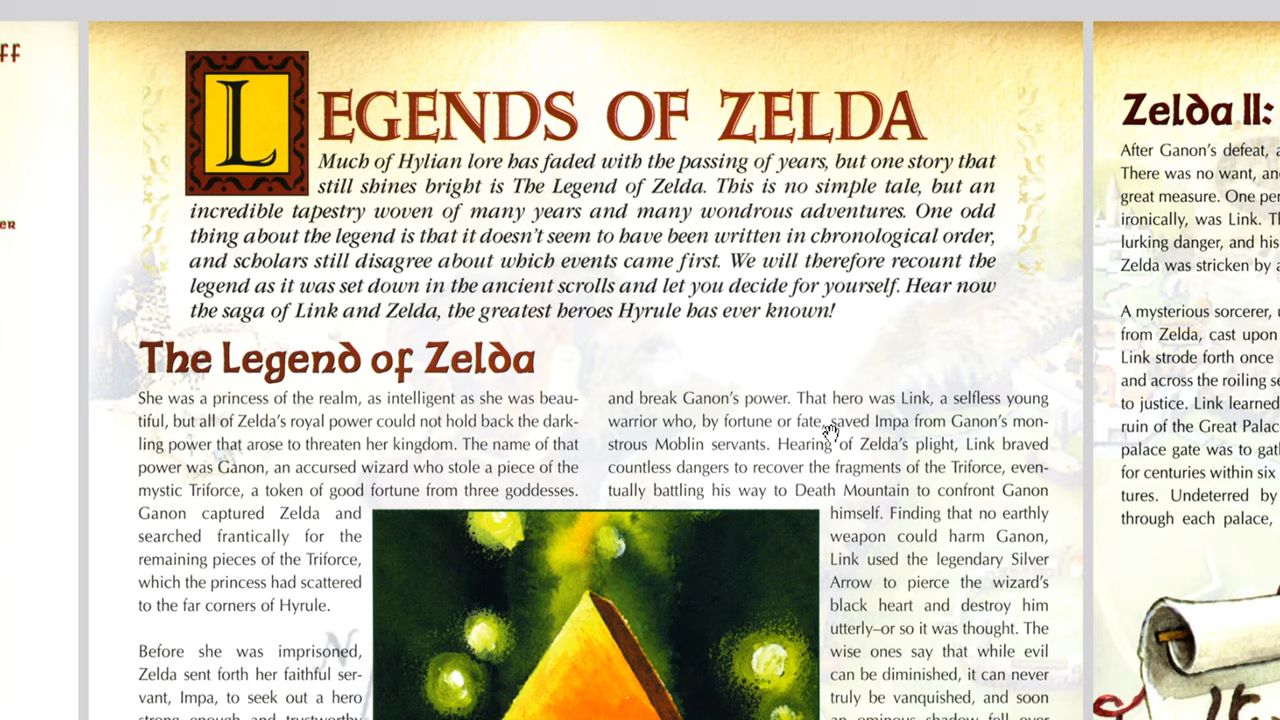 LEGENDS OF ZELDA
Much of Hylian lore has faded with the passing of years, but one story that
still shines bright is The Legend of Zelda. This is no simple tale, but an
incredible tapestry woven of many years and many wondrous adventures. One odd
thing about the legend is that it doesn't seem to have been written in chronological order,
and scholars still disagree about which events came first. We will therefore recount the
legend as it was set down in the ancient scrolls and let you decide for yourself. Hear now
the saga of Link and Zelda, the greatest heroes Hyrule has ever known!
The Legend of Zelda
She was a princess of the realm, as intelligent as she was beau-
tiful, but all of Zelda's royal power could not hold back the dark-
ling power that arose to threaten her kingdom. The name of that
power was Ganon, an accursed wizard who stole a piece of the
mystic Triforce, a token of good fortune from three goddesses.
Ganon captured Zelda and
searched frantically for the
remaining pieces of the Triforce,
which the princess had scattered
to the far corners of Hyrule.
Before she was imprisoned,
Zelda sent forth her faithful ser-
vant, Impa, to seek out a hero
strong enough and trustworthy
and break Ganon's power. That hero was Link, a selfless young
warrior who, by fortune or fate, saved Impa from Ganon's mon-
strous Moblin servants. Hearing of Zelda's plight, Link braved
countless dangers to recover the fragments of the Triforce, even-
tually battling his way to Death Mountain to confront Ganon
himself. Finding that no earthly
weapon could harm Ganon,
Link used the legendary Silver
Arrow to pierce the wizard's
black heart and destroy him
utterly–or so it was thought. The
wise ones say that while evil
can be diminished, it can never
truly be vanquished, and soon
an ominous shadow fell over
Zelda II:
After Ganon's defeat,
There was no want,
great measure. One
ironically, was Link.
lurking danger, and his
Zelda was stricken by
A mysterious sorcerer,
from Zelda, cast upon
Link strode forth once
and across the roiling
to justice. Link learned
ruin of the Great
palace gate was to
for centuries within six
tures. Undeterred by
through each palace,